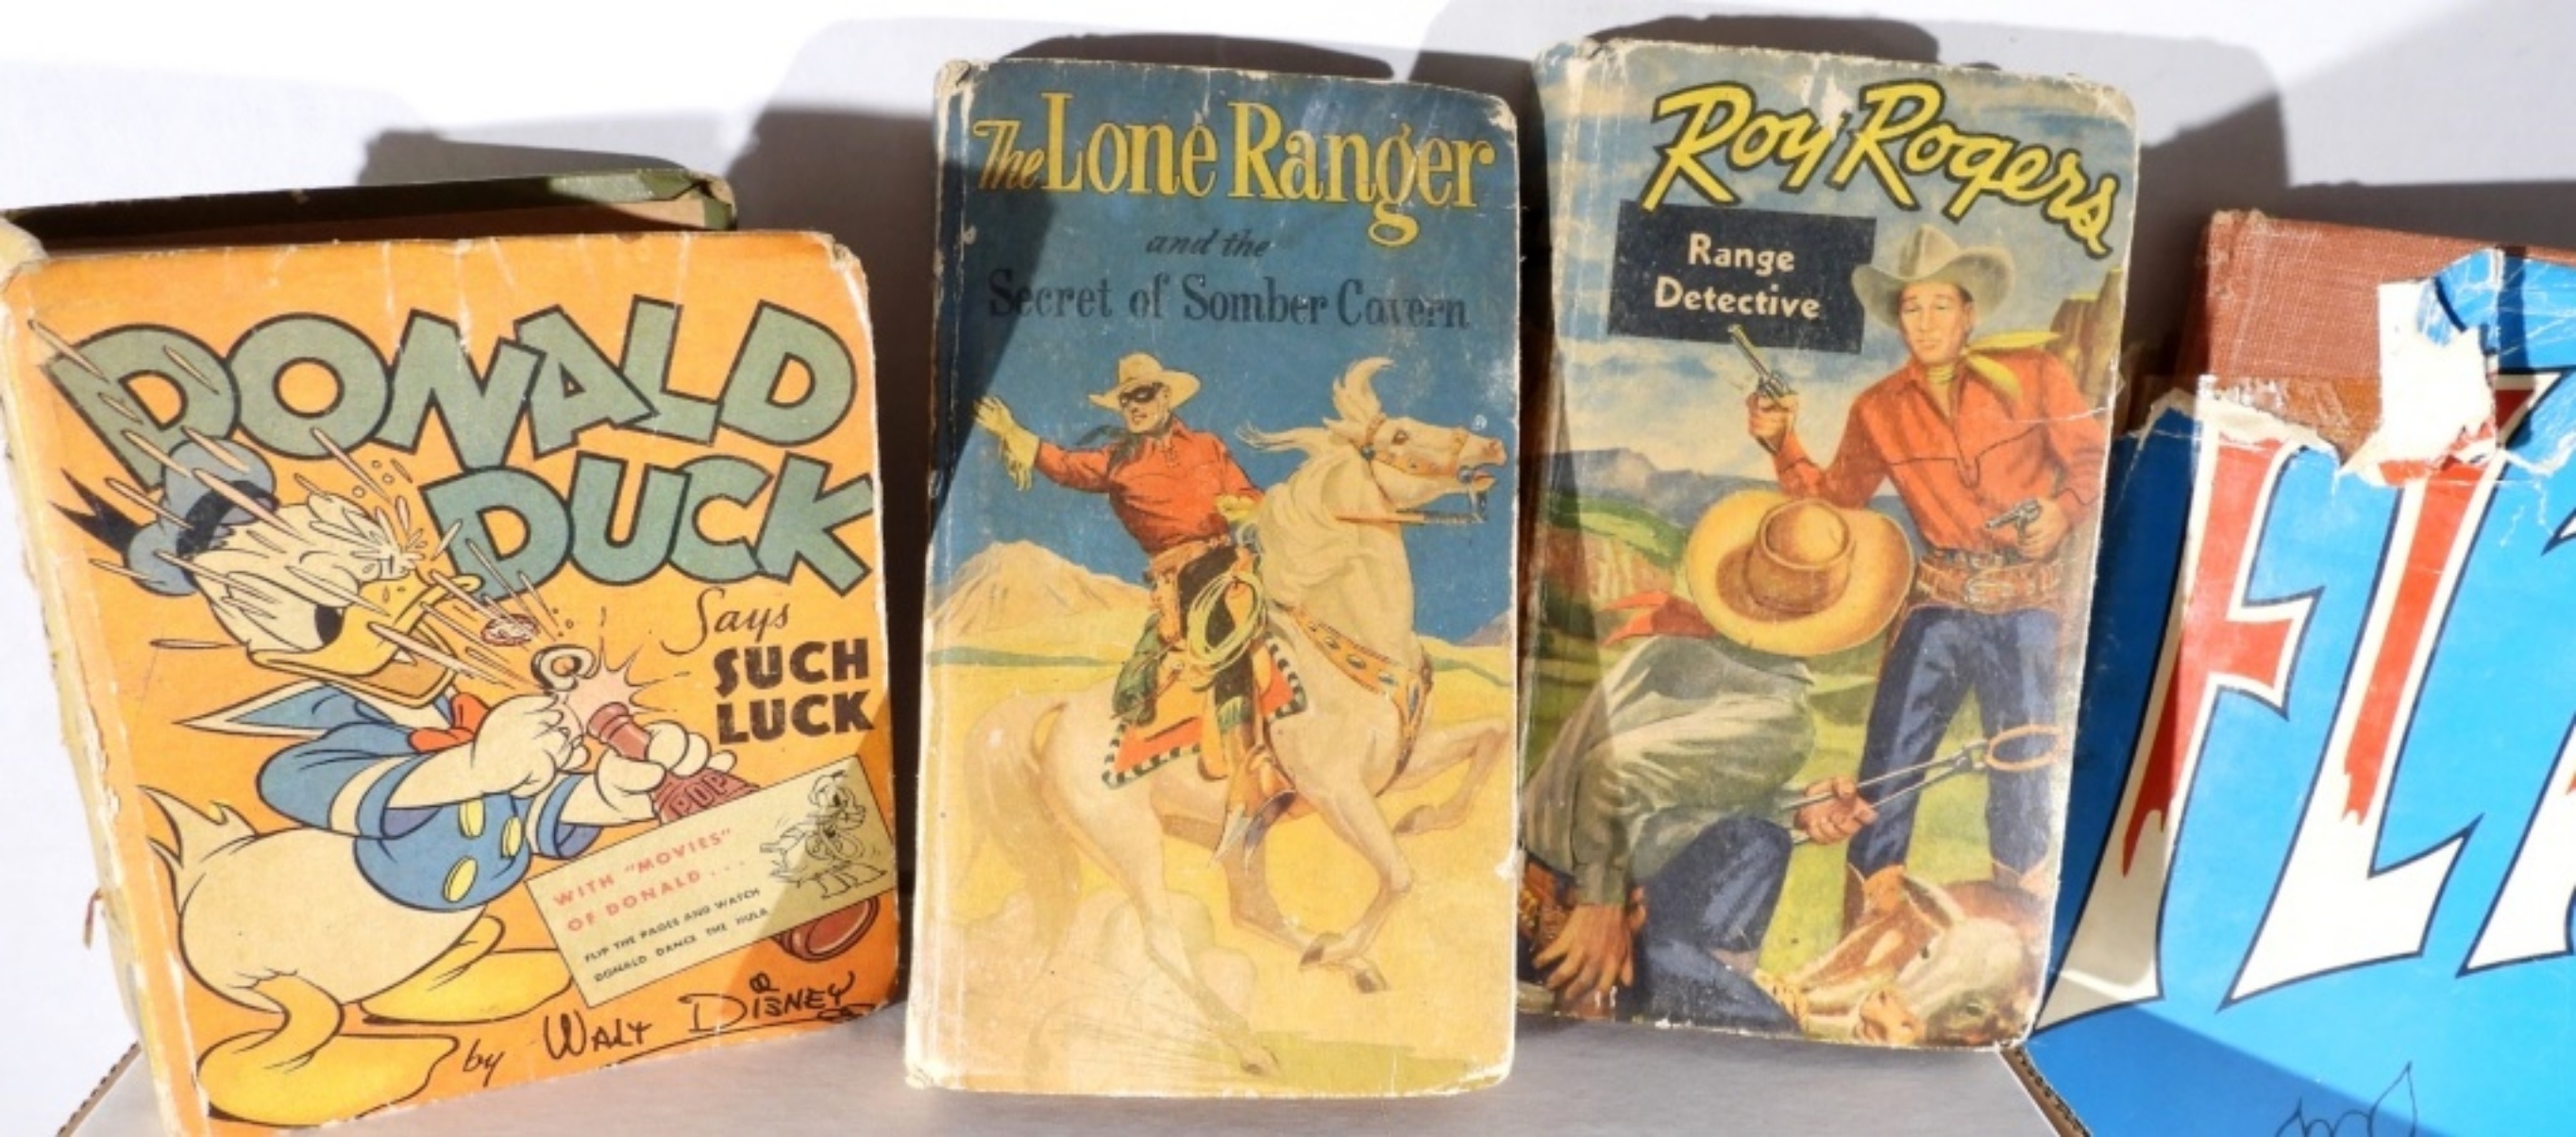 DONALD
DUCK
Says
SUCH
LUCK
POP
WITH "MOVIES"
OF DONALD...
FLIP THE PAGES AND WATCH
DONALD DANCE THE HULA
by WALT DISNEY
The Lone Ranger
and the
Secret of Somber Cavern
Roy Rogers
Range
Detective
FL